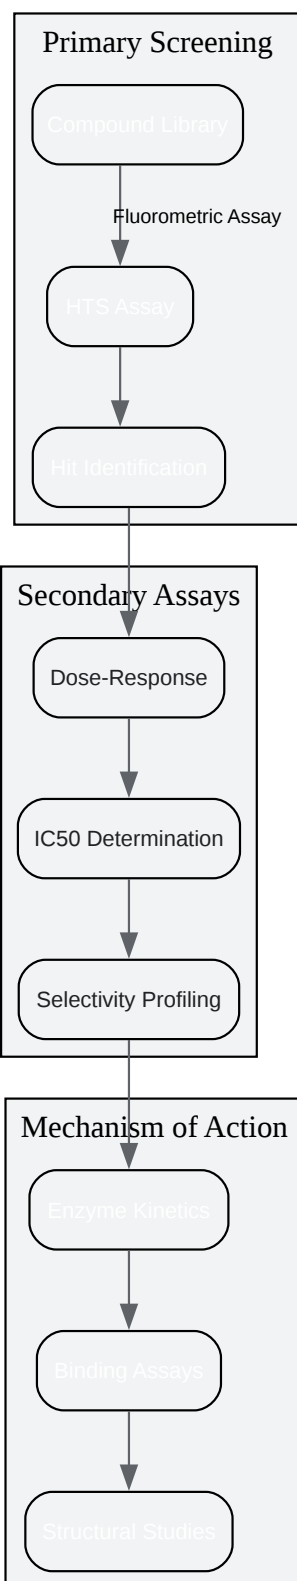 Primary Screening
Compound Library
Fluorometric Assay
HTS Assay
Hit Identification
Secondary Assays
Dose-Response
IC50 Determination
Selectivity Profiling
Mechanism of Action
Enzyme Kinetics
Binding Assays
Structural Studies